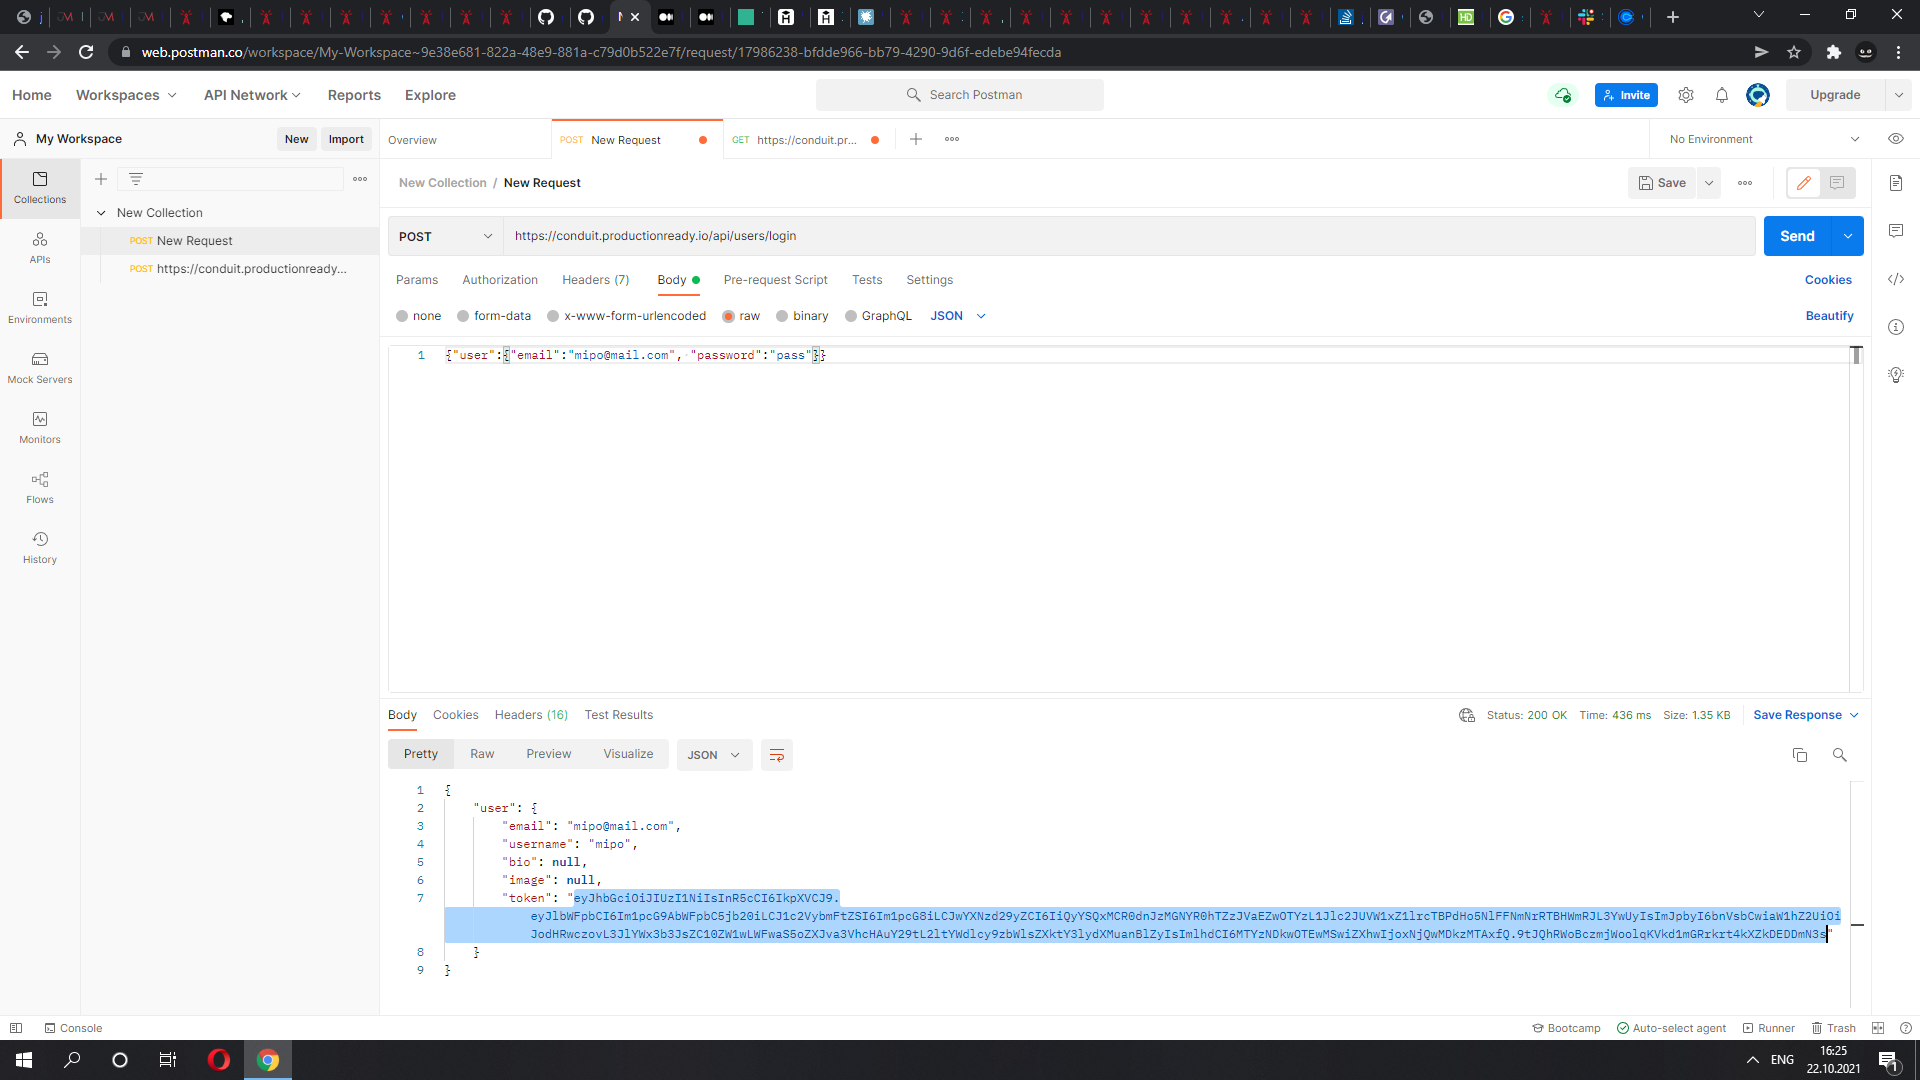 web.postman.co/workspace/My-Workspace~9e38e681-822a-48e9-881a-c79d0b522e7f/request/17986238-bfdde966-bb79-4290-9d6f-edebe94fecda
Home Workspaces API Network Reports Explore Search Postman Invite Upgrade
My Workspace New Import Overview POST New Request GET https://conduit.pr... No Environment
New Collection / New Request Save
Collections
APIs
Environments
Mock Servers
Monitors
Flows
History
New Collection
POST New Request
POST https://conduit.productionready...
POST https://conduit.productionready.io/api/users/login Send
Params Authorization Headers (7) Body Pre-request Script Tests Settings Cookies
none form-data x-www-form-urlencoded raw binary GraphQL JSON Beautify
1 {"user":{"email":"mipo@mail.com", "password":"pass"}}
Body Cookies Headers (16) Test Results Status: 200 OK Time: 436 ms Size: 1.35 KB Save Response
Pretty Raw Preview Visualize JSON
1 {
2 "user": {
3 "email": "mipo@mail.com",
4 "username": "mipo",
5 "bio": null,
6 "image": null,
7 "token": "eyJhbGciOiJIUzI1NiIsInR5cCI6IkpXVCJ9.
8 }
9 }
Console Bootcamp Auto-select agent Runner Trash
ENG 16:25
22.10.2021
1